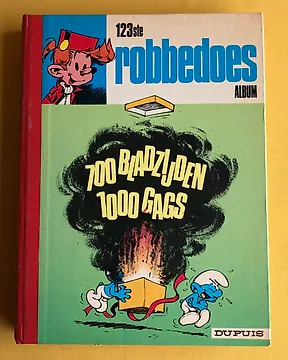 123ste
robbedoes
ALBUM
700 BLADZIJDEN
1000 GAGS
DUPUIS